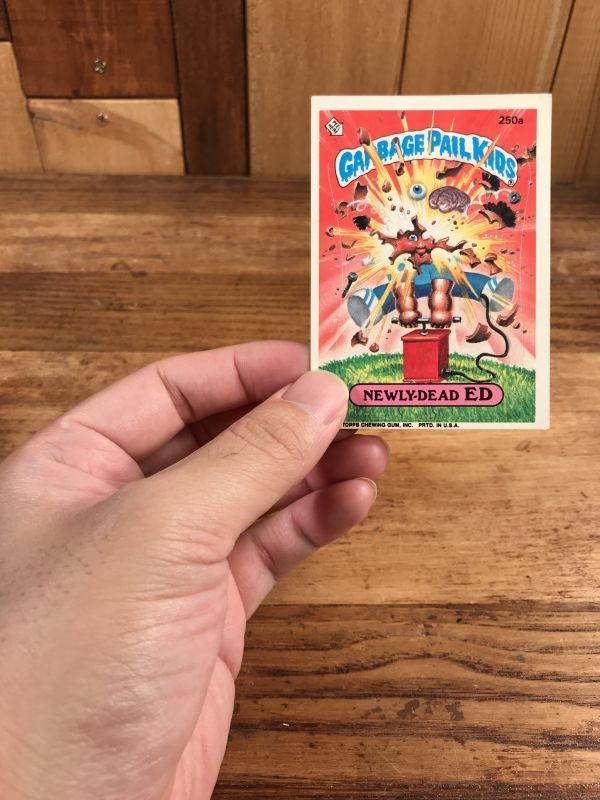 250a
GARBAGE PAIL KIDS
NEWLY-DEAD ED
TOPPS CHEWING GUM, INC. PRTD. IN U.S.A.